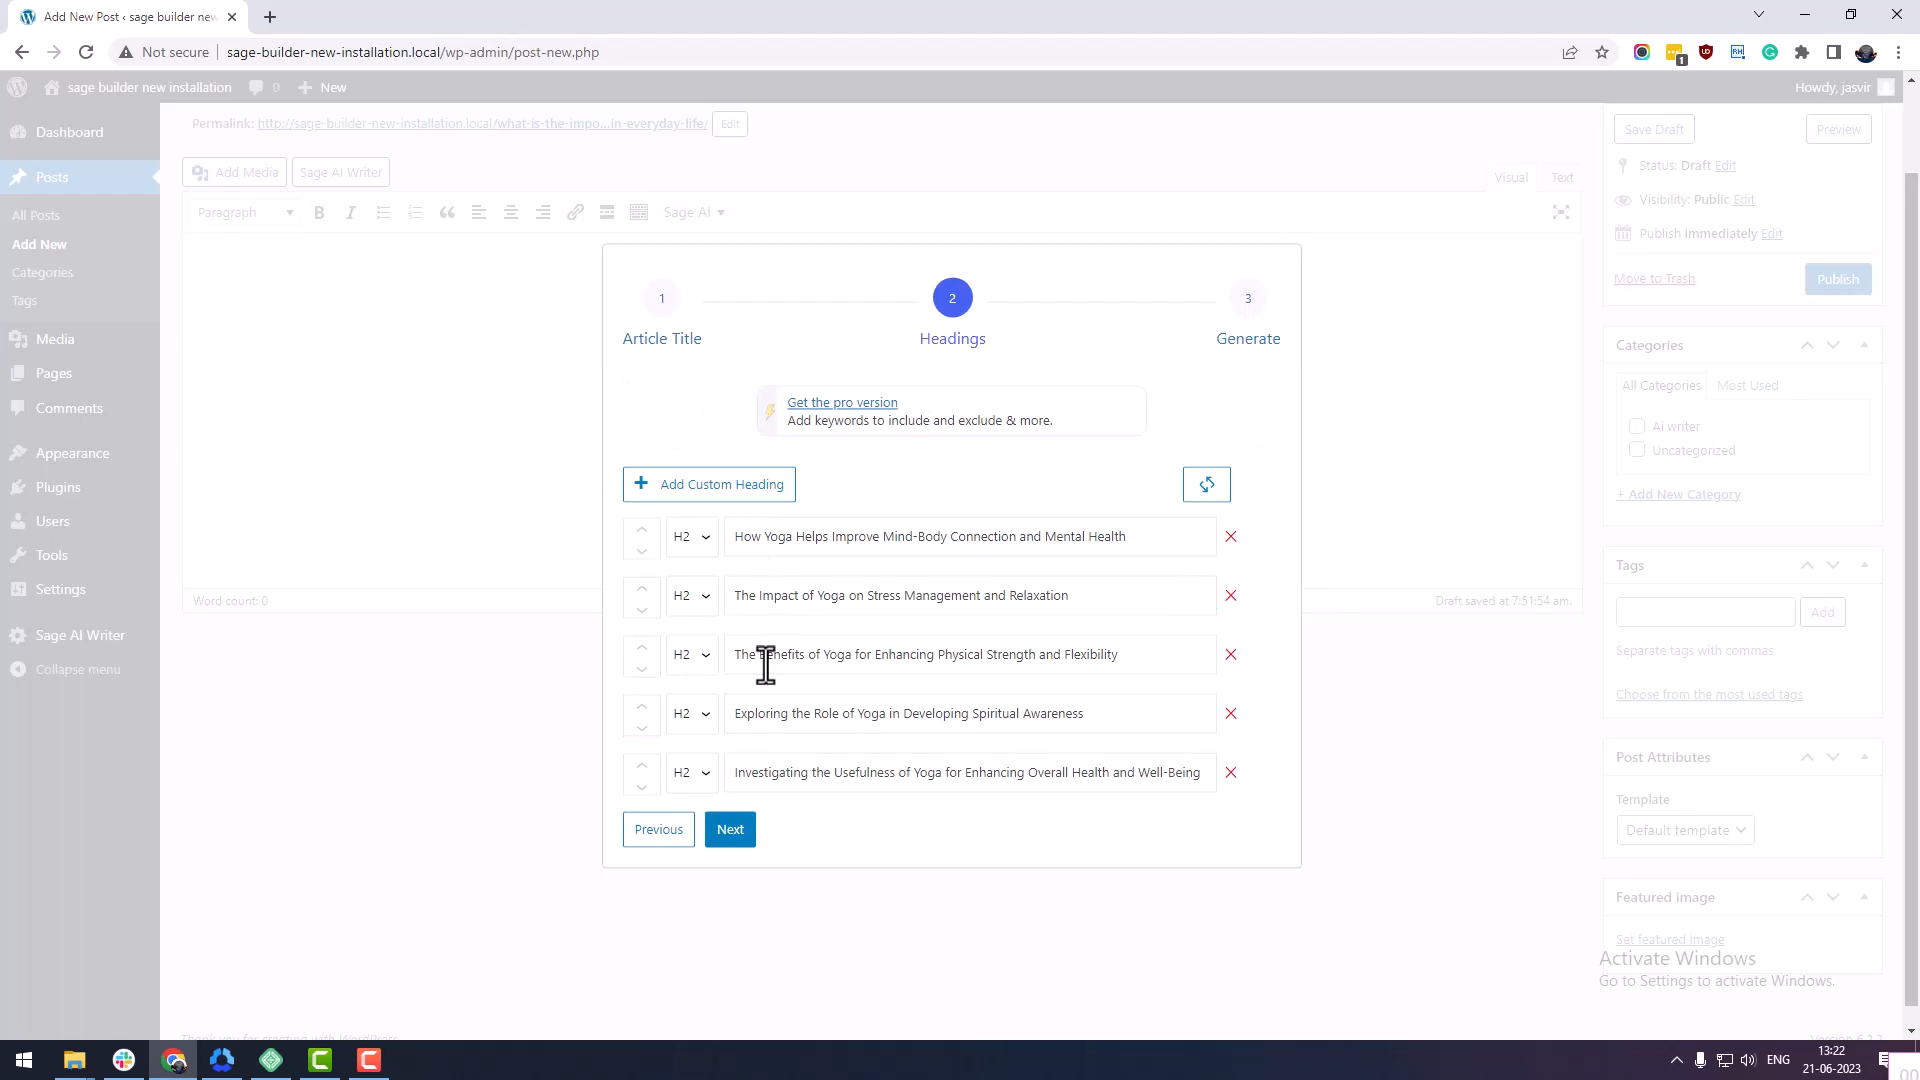 Add New Post ‹ sage builder new
Not secure
sage-builder-new-installation.local/wp-admin/post-new.php
1
sage builder new installation
0
New
Howdy, jasvir
Dashboard
Posts
All Posts
Add New
Categories
Tags
Media
Pages
Comments
Appearance
Plugins
Users
Tools
Settings
Sage AI Writer
Collapse menu
Permalink: http://sage-builder-new-installation.local/what-is-the-impo...in-everyday-life/ Edit
Add Media
Sage AI Writer
Visual
Text
Paragraph
B
I
Sage AI
Word count: 0
Draft saved at 7:51:54 am.
1
2
3
Article Title
Headings
Generate
Get the pro version
Add keywords to include and exclude & more.
Add Custom Heading
H2 How Yoga Helps Improve Mind-Body Connection and Mental Health
H2 The Impact of Yoga on Stress Management and Relaxation
H2 The Benefits of Yoga for Enhancing Physical Strength and Flexibility
H2 Exploring the Role of Yoga in Developing Spiritual Awareness
H2 Investigating the Usefulness of Yoga for Enhancing Overall Health and Well-Being
Previous
Next
Save Draft
Preview
Status: Draft Edit
Visibility: Public Edit
Publish immediately Edit
Move to Trash
Publish
Categories
All Categories
Most Used
Ai writer
Uncategorized
+ Add New Category
Tags
Add
Separate tags with commas
Choose from the most used tags
Post Attributes
Template
Default template
Featured image
Set featured image
Activate Windows
Go to Settings to activate Windows.
ENG
13:22
21-06-2023